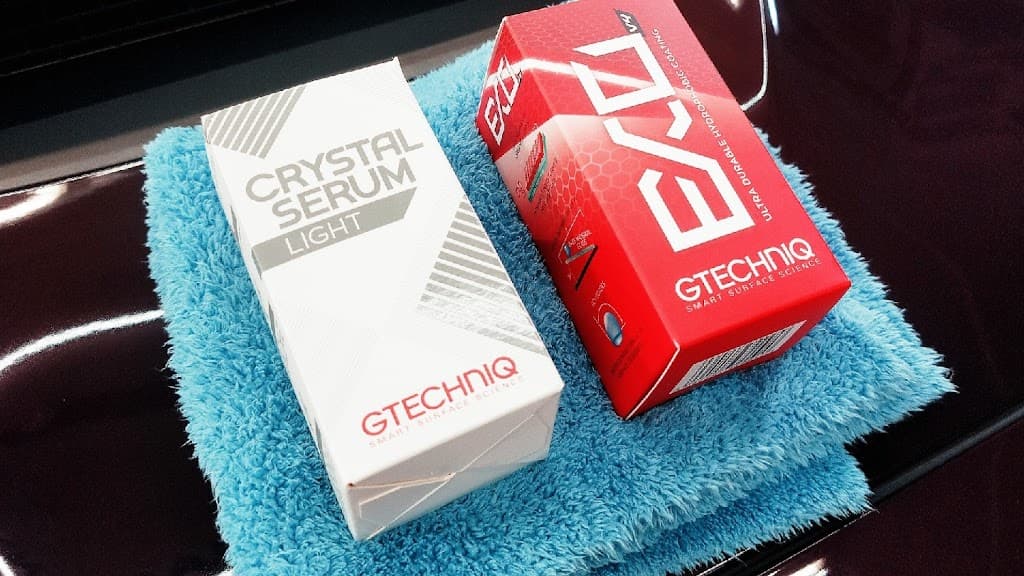 CRYSTAL
SERUM
LIGHT
GTECHNIQ
SMART SURFACE SCIENCE
EXO
EXO
ULTRA DURABLE HYDROPHOBIC COATING
GTECHNIQ
SMART SURFACE SCIENCE